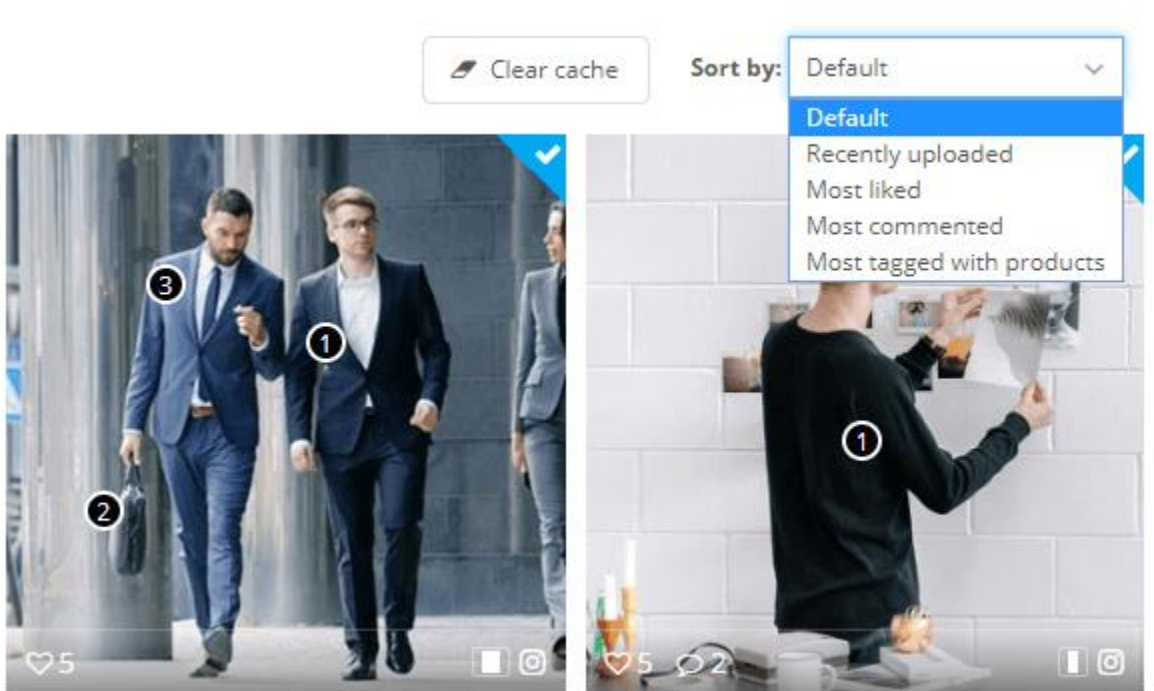 Clear cache
Sort by: Default
Default
Recently uploaded
Most liked
Most commented
Most tagged with products
3
1
2
1
5
5 2